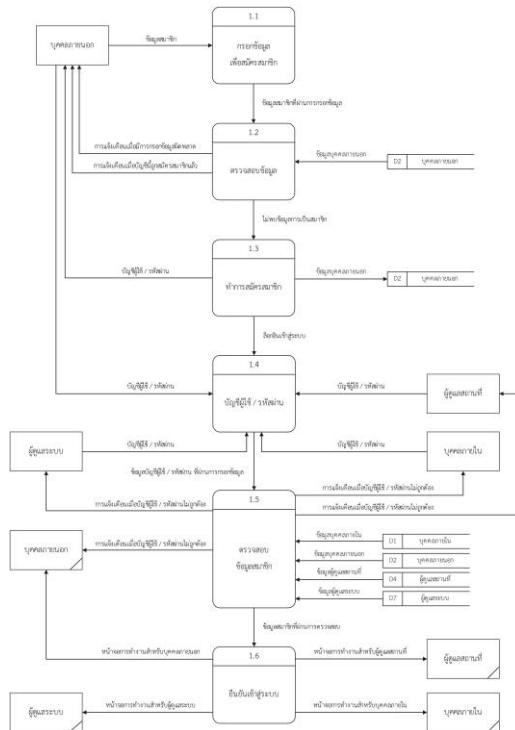 1.1
บุคคลภายนอก
ข้อมูลสมาชิก
กรอกข้อมูล
เพื่อสมัครสมาชิก
ข้อมูลสมาชิกที่ผ่านการกรอกข้อมูล
1.2
การแจ้งเตือนเมื่อมีการกรอกข้อมูลผิดพลาด
ข้อมูลบุคคลภายนอก
D2 บุคคลภายนอก
การแจ้งเตือนเมื่อบัญชีนี้ถูกสมัครสมาชิกแล้ว
ตรวจสอบข้อมูล
ไม่พบข้อมูลการเป็นสมาชิก
1.3
บัญชีผู้ใช้ / รหัสผ่าน
ข้อมูลบุคคลภายนอก
D2 บุคคลภายนอก
ทำการสมัครสมาชิก
ล็อกอินเข้าสู่ระบบ
1.4
บัญชีผู้ใช้ / รหัสผ่าน
บัญชีผู้ใช้ / รหัสผ่าน
ผู้ดูแลสถานที่
บัญชีผู้ใช้ / รหัสผ่าน
ผู้ดูแลระบบ
บัญชีผู้ใช้ / รหัสผ่าน
บัญชีผู้ใช้ / รหัสผ่าน
บุคคลภายใน
ข้อมูลบัญชีผู้ใช้ / รหัสผ่าน ที่ผ่านการกรอกข้อมูล
1.5
การแจ้งเตือนเมื่อบัญชีผู้ใช้ / รหัสผ่านไม่ถูกต้อง
การแจ้งเตือนเมื่อบัญชีผู้ใช้ / รหัสผ่านไม่ถูกต้อง
การแจ้งเตือนเมื่อบัญชีผู้ใช้ / รหัสผ่านไม่ถูกต้อง
บุคคลภายนอก
การแจ้งเตือนเมื่อบัญชีผู้ใช้ / รหัสผ่านไม่ถูกต้อง
ตรวจสอบ
ข้อมูลสมาชิก
ข้อมูลบุคคลภายใน
D1 บุคคลภายใน
ข้อมูลบุคคลภายนอก
D2 บุคคลภายนอก
ข้อมูลผู้ดูแลสถานที่
D4 ผู้ดูแลสถานที่
ข้อมูลผู้ดูแลระบบ
D7 ผู้ดูแลระบบ
ข้อมูลสมาชิกที่ผ่านการตรวจสอบ
1.6
หน้าจอการทำงานสำหรับบุคคลภายนอก
หน้าจอการทำงานสำหรับผู้ดูแลสถานที่
ผู้ดูแลสถานที่
ยืนยันเข้าสู่ระบบ
ผู้ดูแลระบบ
หน้าจอการทำงานสำหรับผู้ดูแลระบบ
หน้าจอการทำงานสำหรับบุคคลภายใน
บุคคลภายใน